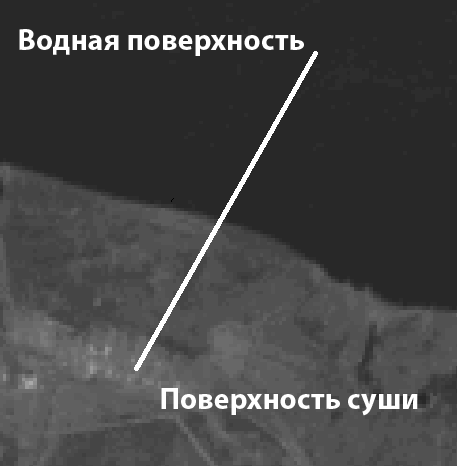 Водная поверхность
Поверхность суши